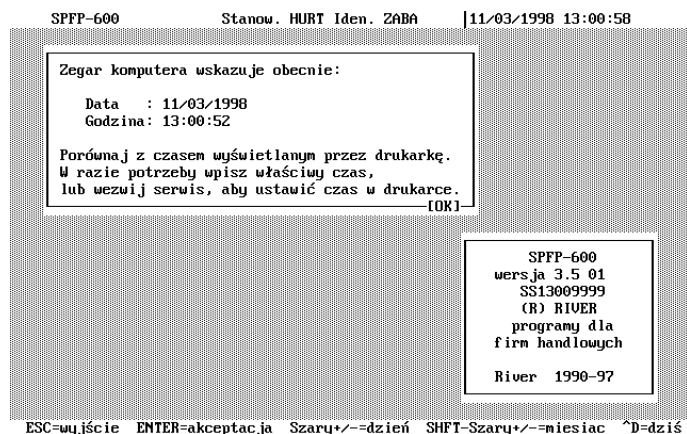 SPFP-600 Stanow. HURT Iden. ZABA |11/03/1998 13:00:58
Zegar komputera wskazuje obecnie:
Data : 11/03/1998
Godzina: 13:00:52
Porównaj z czasem wyświetlanym przez drukarkę.
W razie potrzeby wpisz właściwy czas,
lub wezwij serwis, aby ustawić czas w drukarce.
[OK]
SPFP-600
wersja 3.5 01
SS13009999
(R) RIVER
programy dla
firm handlowych
River 1990-97
ESC=wyjście ENTER=akceptacja Szary+/-=dzień SHFT-Szary+/-=miesiac ^D=dziś